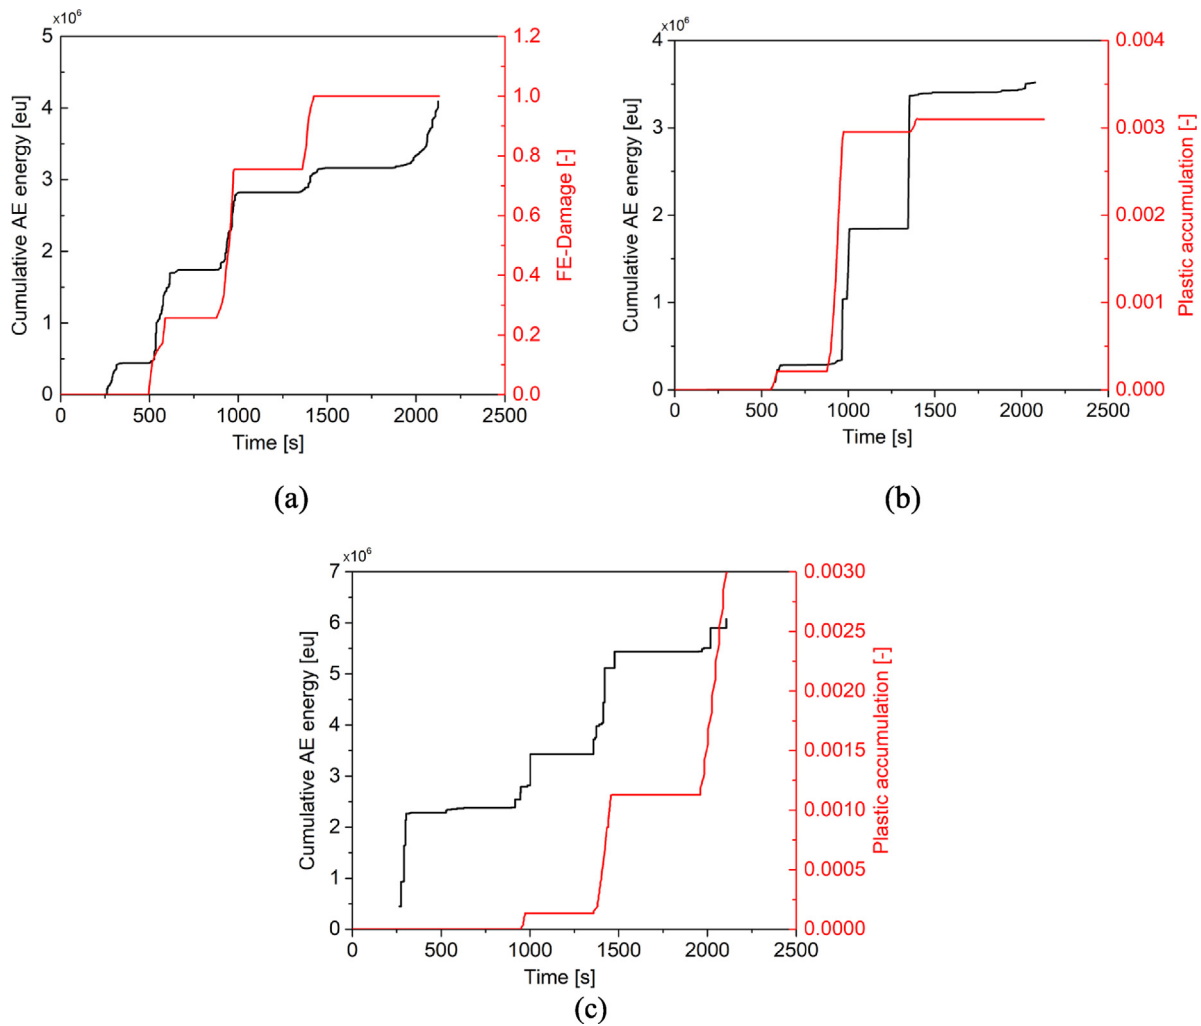 x10⁶
5
4
3
2
1
0
Cumulative AE energy [eu]
0 500 1000 1500 2000 2500
Time [s]
1.2
1.0
0.8
0.6
0.4
0.2
0.0
FE-Damage [-]
(a)
x10⁶
4
3
2
1
0
Cumulative AE energy [eu]
0 500 1000 1500 2000 2500
Time [s]
0.004
0.003
0.002
0.001
0.000
Plastic accumulation [-]
(b)
x10⁶
7
6
5
4
3
2
1
0
Cumulative AE energy [eu]
0 500 1000 1500 2000 2500
Time [s]
0.0030
0.0025
0.0020
0.0015
0.0010
0.0005
0.0000
Plastic accumulation [-]
(c)